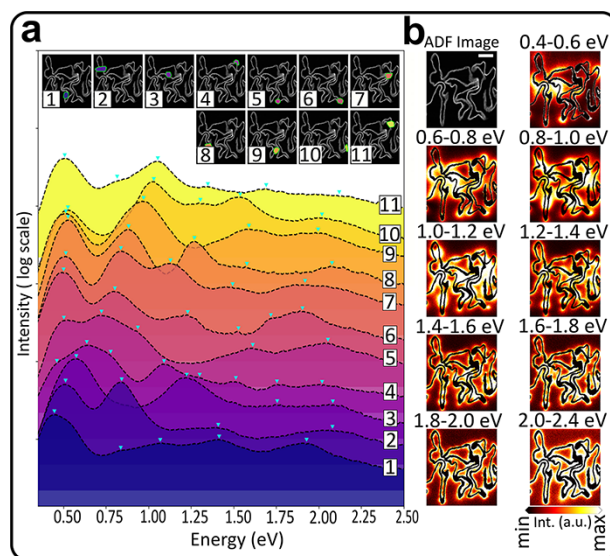 a
1 2 3 4 5 6 7
8 9 10 11
11
10
9
8
7
6
5
4
3
2
1
Intensity ( log scale)
0.50 0.75 1.00 1.25 1.50 1.75 2.00 2.25 2.50
Energy (eV)
b
ADF Image 0.4-0.6 eV
0.6-0.8 eV 0.8-1.0 eV
1.0-1.2 eV 1.2-1.4 eV
1.4-1.6 eV 1.6-1.8 eV
1.8-2.0 eV 2.0-2.4 eV
min Int. (a.u.) max